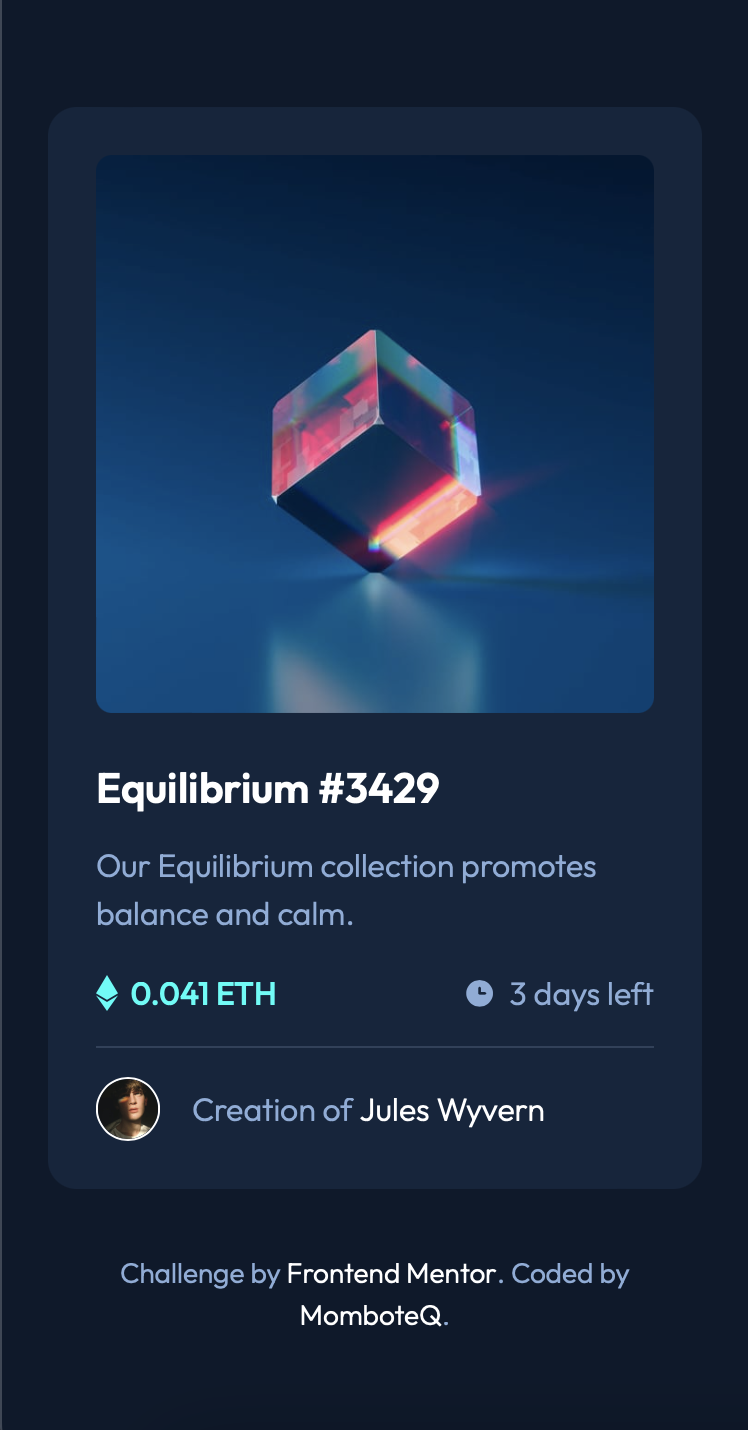 Equilibrium #3429
Our Equilibrium collection promotes
balance and calm.
0.041 ETH
3 days left
Creation of Jules Wyvern
Challenge by Frontend Mentor. Coded by
MomboteQ.